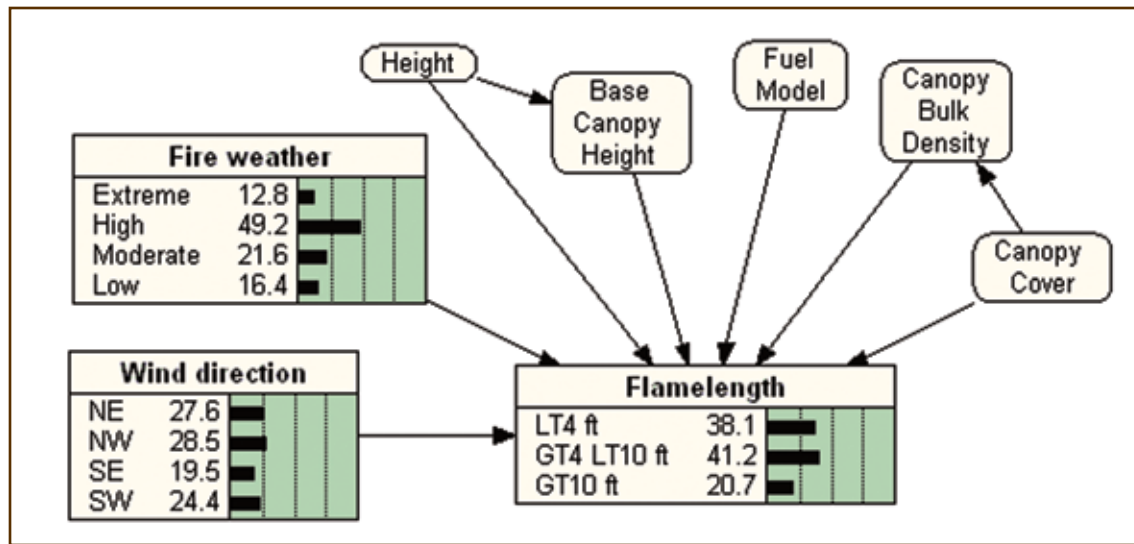 Height
Base
Canopy
Height
Fuel
Model
Canopy
Bulk
Density
Canopy
Cover
Fire weather
Extreme 12.8
High 49.2
Moderate 21.6
Low 16.4
Wind direction
NE 27.6
NW 28.5
SE 19.5
SW 24.4
Flamelength
LT4 ft 38.1
GT4 LT10 ft 41.2
GT10 ft 20.7